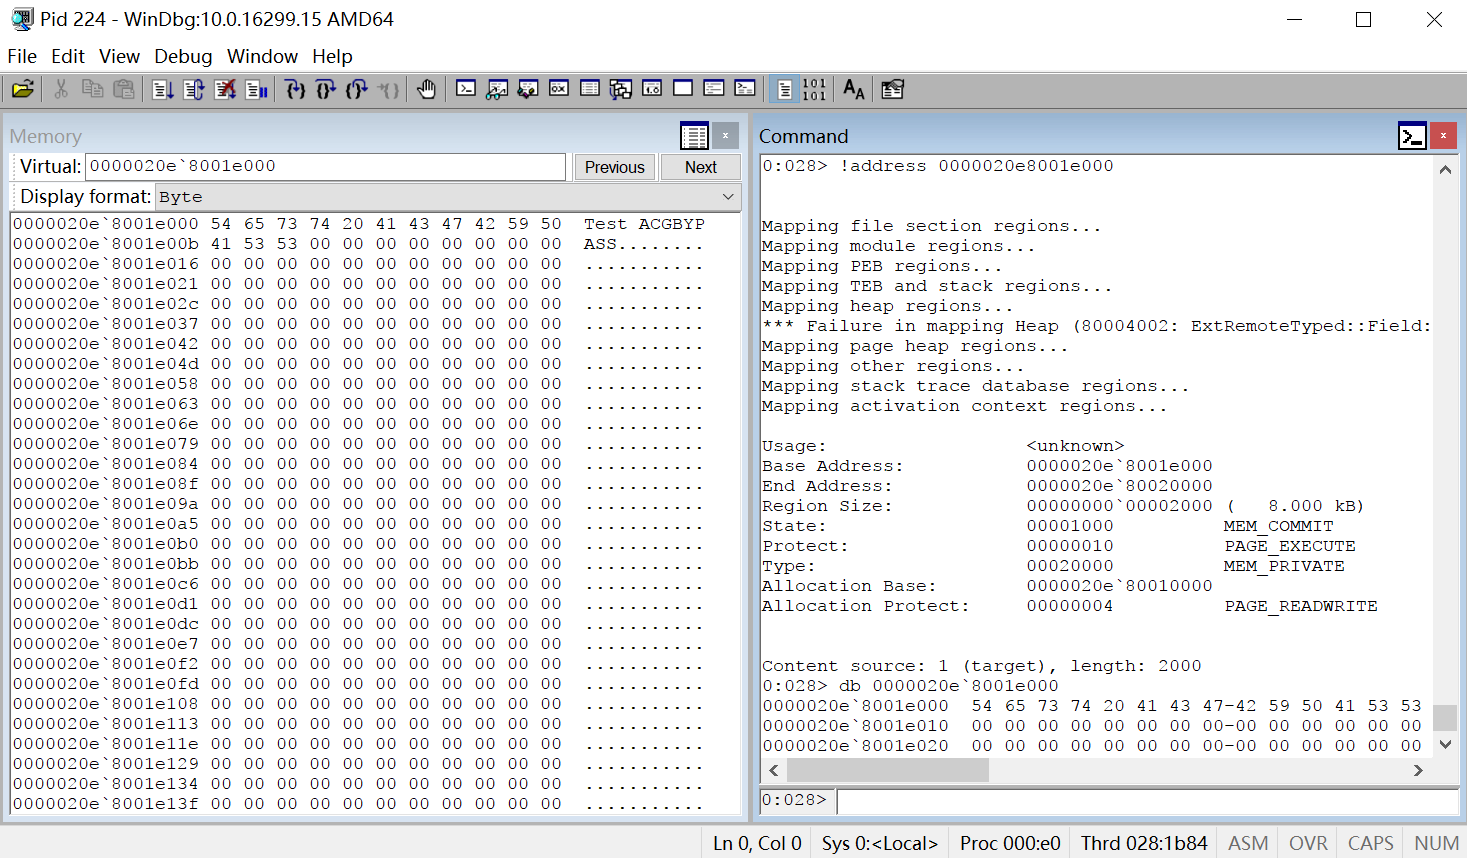 Pid 224 - WinDbg:10.0.16299.15 AMD64
File Edit View Debug Window Help
Memory
Virtual: 0000020e`8001e000 Previous Next
Display format: Byte
0000020e`8001e000 54 65 73 74 20 41 43 47 42 59 50 Test ACGBYP
0000020e`8001e00b 41 53 53 00 00 00 00 00 00 00 00 ASS........
0000020e`8001e016 00 00 00 00 00 00 00 00 00 00 00 ...........
0000020e`8001e021 00 00 00 00 00 00 00 00 00 00 00 ...........
0000020e`8001e02c 00 00 00 00 00 00 00 00 00 00 00 ...........
0000020e`8001e037 00 00 00 00 00 00 00 00 00 00 00 ...........
0000020e`8001e042 00 00 00 00 00 00 00 00 00 00 00 ...........
0000020e`8001e04d 00 00 00 00 00 00 00 00 00 00 00 ...........
0000020e`8001e058 00 00 00 00 00 00 00 00 00 00 00 ...........
0000020e`8001e063 00 00 00 00 00 00 00 00 00 00 00 ...........
0000020e`8001e06e 00 00 00 00 00 00 00 00 00 00 00 ...........
0000020e`8001e079 00 00 00 00 00 00 00 00 00 00 00 ...........
0000020e`8001e084 00 00 00 00 00 00 00 00 00 00 00 ...........
0000020e`8001e08f 00 00 00 00 00 00 00 00 00 00 00 ...........
0000020e`8001e09a 00 00 00 00 00 00 00 00 00 00 00 ...........
0000020e`8001e0a5 00 00 00 00 00 00 00 00 00 00 00 ...........
0000020e`8001e0b0 00 00 00 00 00 00 00 00 00 00 00 ...........
0000020e`8001e0bb 00 00 00 00 00 00 00 00 00 00 00 ...........
0000020e`8001e0c6 00 00 00 00 00 00 00 00 00 00 00 ...........
0000020e`8001e0d1 00 00 00 00 00 00 00 00 00 00 00 ...........
0000020e`8001e0dc 00 00 00 00 00 00 00 00 00 00 00 ...........
0000020e`8001e0e7 00 00 00 00 00 00 00 00 00 00 00 ...........
0000020e`8001e0f2 00 00 00 00 00 00 00 00 00 00 00 ...........
0000020e`8001e0fd 00 00 00 00 00 00 00 00 00 00 00 ...........
0000020e`8001e108 00 00 00 00 00 00 00 00 00 00 00 ...........
0000020e`8001e113 00 00 00 00 00 00 00 00 00 00 00 ...........
0000020e`8001e11e 00 00 00 00 00 00 00 00 00 00 00 ...........
0000020e`8001e129 00 00 00 00 00 00 00 00 00 00 00 ...........
0000020e`8001e134 00 00 00 00 00 00 00 00 00 00 00 ...........
0000020e`8001e13f 00 00 00 00 00 00 00 00 00 00 00 ...........
Command
0:028> !address 0000020e8001e000
Mapping file section regions...
Mapping module regions...
Mapping PEB regions...
Mapping TEB and stack regions...
Mapping heap regions...
*** Failure in mapping Heap (80004002: ExtRemoteTyped::Field:
Mapping page heap regions...
Mapping other regions...
Mapping stack trace database regions...
Mapping activation context regions...
Usage: <unknown>
Base Address: 0000020e`8001e000
End Address: 0000020e`80020000
Region Size: 00000000`00002000 ( 8.000 kB)
State: 00001000 MEM_COMMIT
Protect: 00000010 PAGE_EXECUTE
Type: 00020000 MEM_PRIVATE
Allocation Base: 0000020e`80010000
Allocation Protect: 00000004 PAGE_READWRITE
Content source: 1 (target), length: 2000
0:028> db 0000020e`8001e000
0000020e`8001e000 54 65 73 74 20 41 43 47-42 59 50 41 53 53
0000020e`8001e010 00 00 00 00 00 00 00 00-00 00 00 00 00 00
0000020e`8001e020 00 00 00 00 00 00 00 00-00 00 00 00 00 00
0:028>
Ln 0, Col 0 Sys 0:<Local> Proc 000:e0 Thrd 028:1b84 ASM OVR CAPS NUM